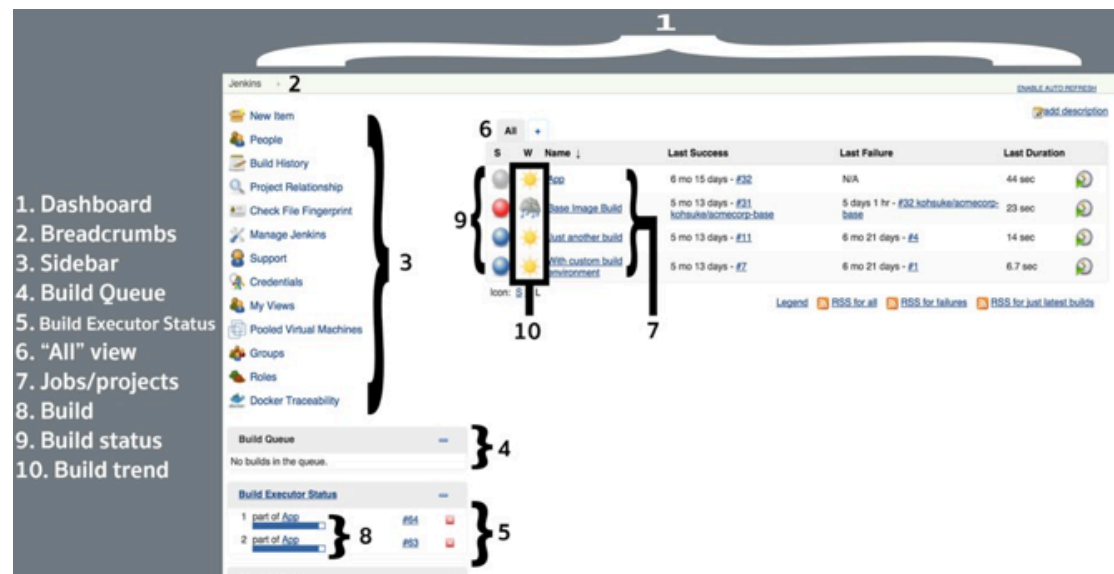 1
Jenkins › 2
ENABLE AUTO REFRESH
add description
1. Dashboard
2. Breadcrumbs
3. Sidebar
4. Build Queue
5. Build Executor Status
6. “All” view
7. Jobs/projects
8. Build
9. Build status
10. Build trend
New Item
People
Build History
Project Relationship
Check File Fingerprint
Manage Jenkins
Support
Credentials
My Views
Pooled Virtual Machines
Groups
Roles
Docker Traceability
3
6 All +
S W Name ↓ Last Success Last Failure Last Duration
App 6 mo 15 days - #32 N/A 44 sec
Base Image Build 5 mo 13 days - #31 kohsuke/acmecorp-base 5 days 1 hr - #32 kohsuke/acmecorp-base 23 sec
Just another build 5 mo 13 days - #11 6 mo 21 days - #4 14 sec
With custom build environment 5 mo 13 days - #7 6 mo 21 days - #1 6.7 sec
9
Icon: S L
Legend RSS for all RSS for failures RSS for just latest builds
10
7
Build Queue
No builds in the queue.
4
Build Executor Status
1 part of App #64
2 part of App #63
8
5